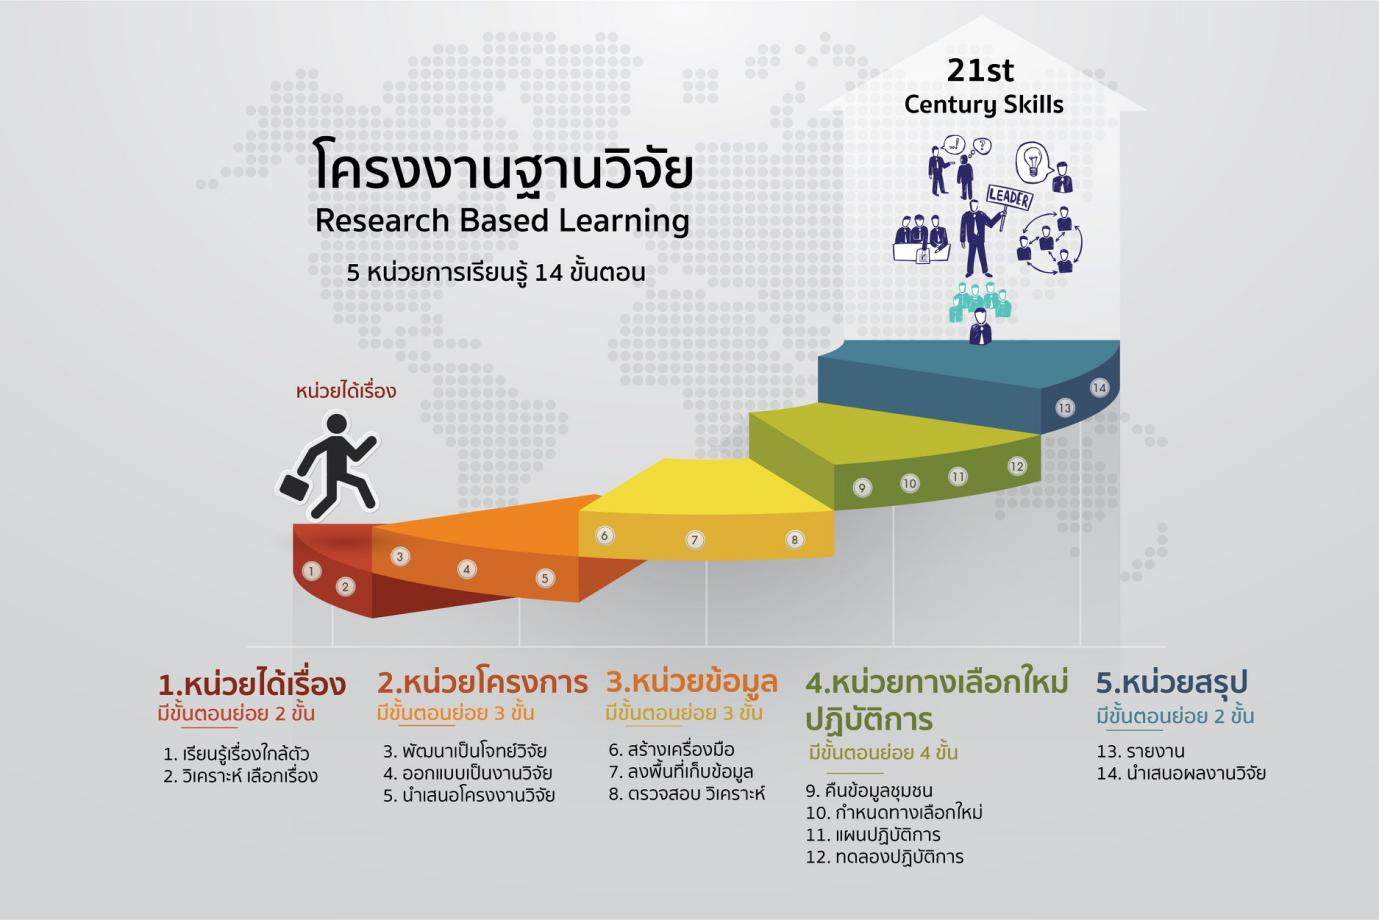 21st
Century Skills
LEADER
โครงงานฐานวิจัย
Research Based Learning
5 หน่วยการเรียนรู้ 14 ขั้นตอน
หน่วยได้เรื่อง
1
2
3
4
5
6
7
8
9
10
11
12
13
14
1.หน่วยได้เรื่อง
มีขั้นตอนย่อย 2 ขั้น
1. เรียนรู้เรื่องใกล้ตัว
2. วิเคราะห์ เลือกเรื่อง
2.หน่วยโครงการ
มีขั้นตอนย่อย 3 ขั้น
3. พัฒนาเป็นโจทย์วิจัย
4. ออกแบบเป็นงานวิจัย
5. นำเสนอโครงงานวิจัย
3.หน่วยข้อมูล
มีขั้นตอนย่อย 3 ขั้น
6. สร้างเครื่องมือ
7. ลงพื้นที่เก็บข้อมูล
8. ตรวจสอบ วิเคราะห์
4.หน่วยทางเลือกใหม่
ปฏิบัติการ
มีขั้นตอนย่อย 4 ขั้น
9. คืนข้อมูลชุมชน
10. กำหนดทางเลือกใหม่
11. แผนปฏิบัติการ
12. ทดลองปฏิบัติการ
5.หน่วยสรุป
มีขั้นตอนย่อย 2 ขั้น
13. รายงาน
14. นำเสนอผลงานวิจัย